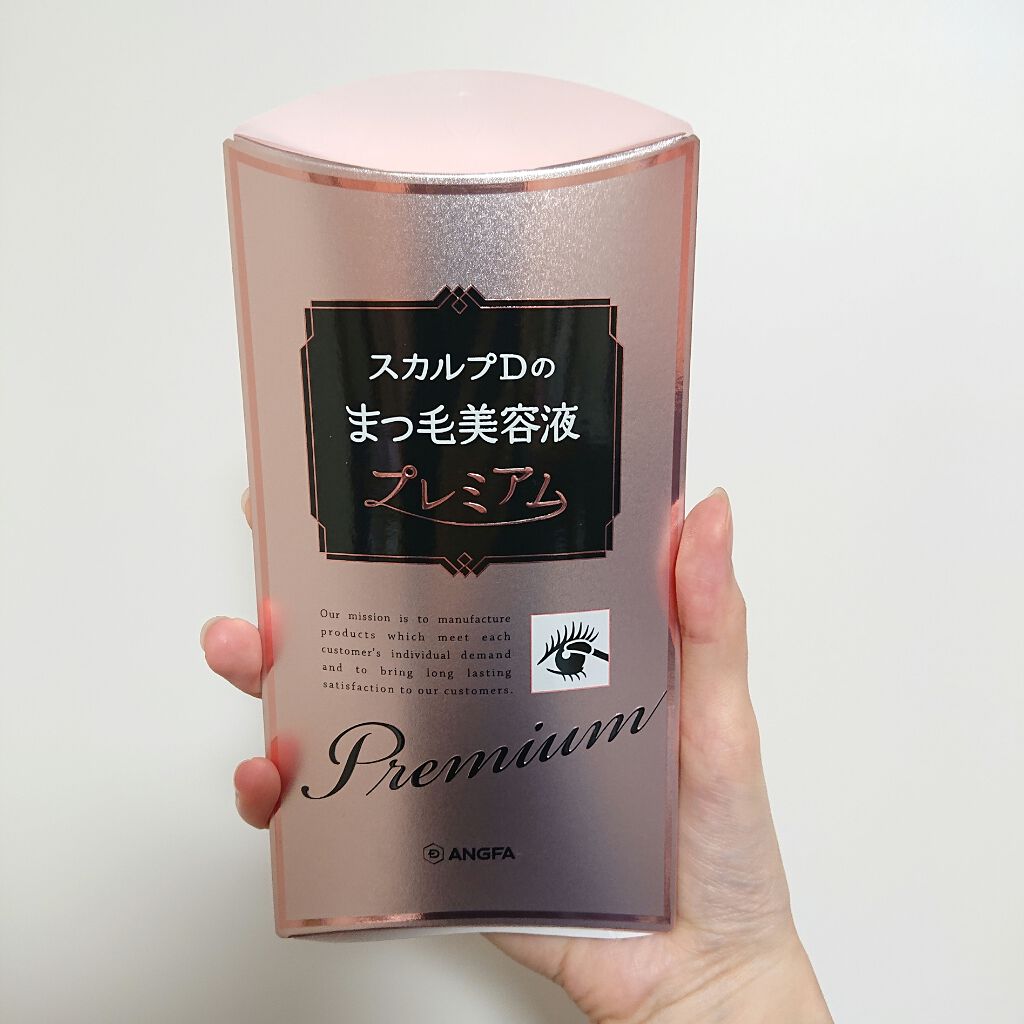 スカルプDの
まつ毛美容液
プレミアム
Our mission is to manufacture
products which meet each
customer's individual demand
and to bring long lasting
satisfaction to our customers.
Premium
ANGFA